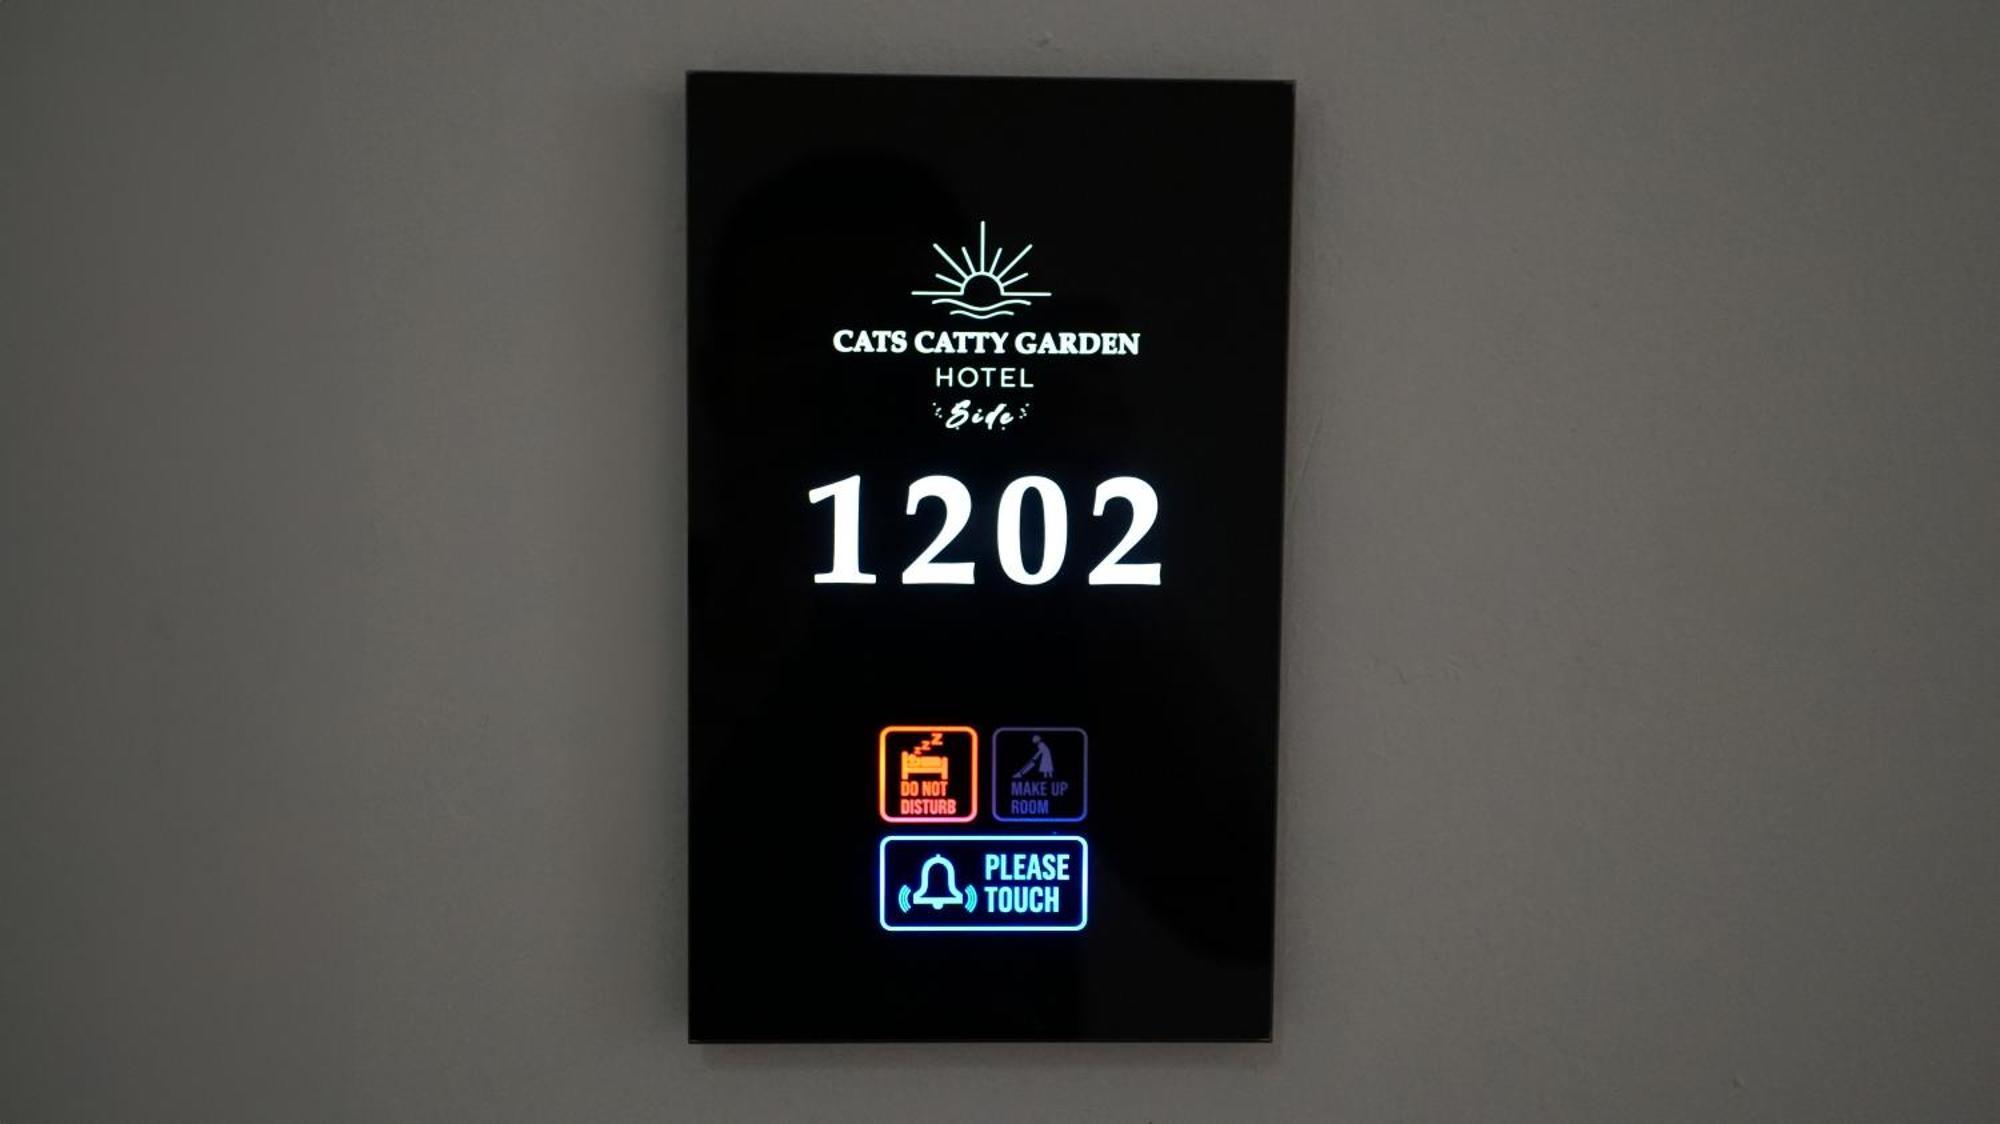 CATS CATTY GARDEN
HOTEL
Side
1202
DO NOT
DISTURB
MAKE UP
ROOM
PLEASE
TOUCH